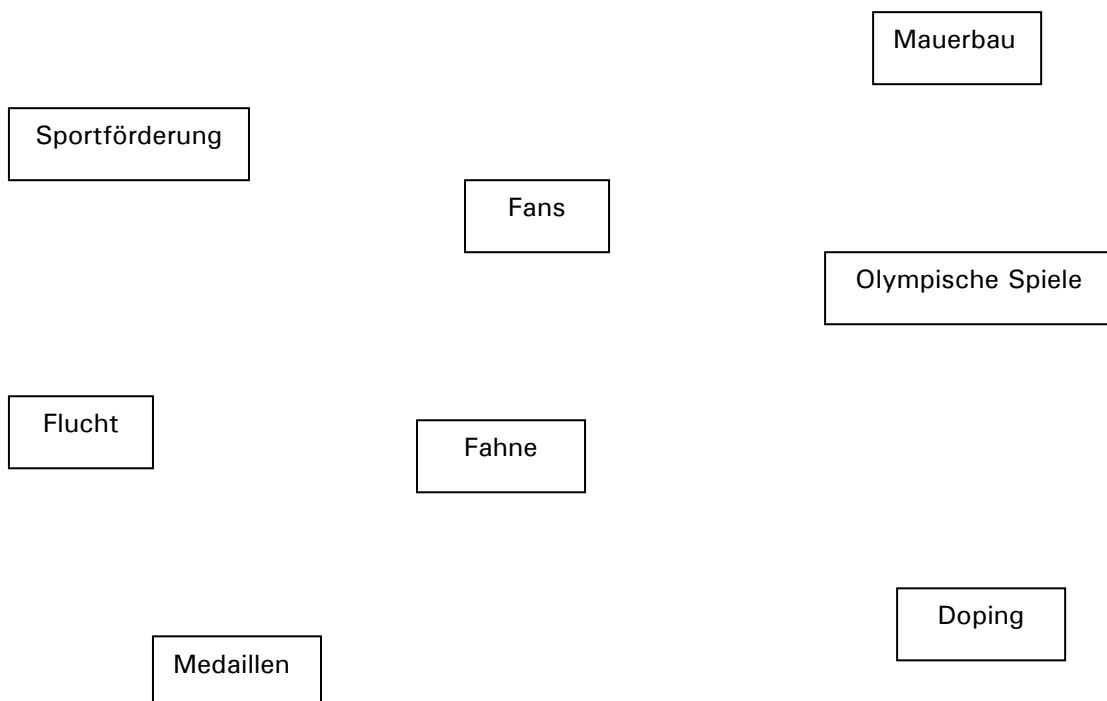 Mauerbau
Sportförderung
Fans
Olympische Spiele
Flucht
Fahne
Doping
Medaillen